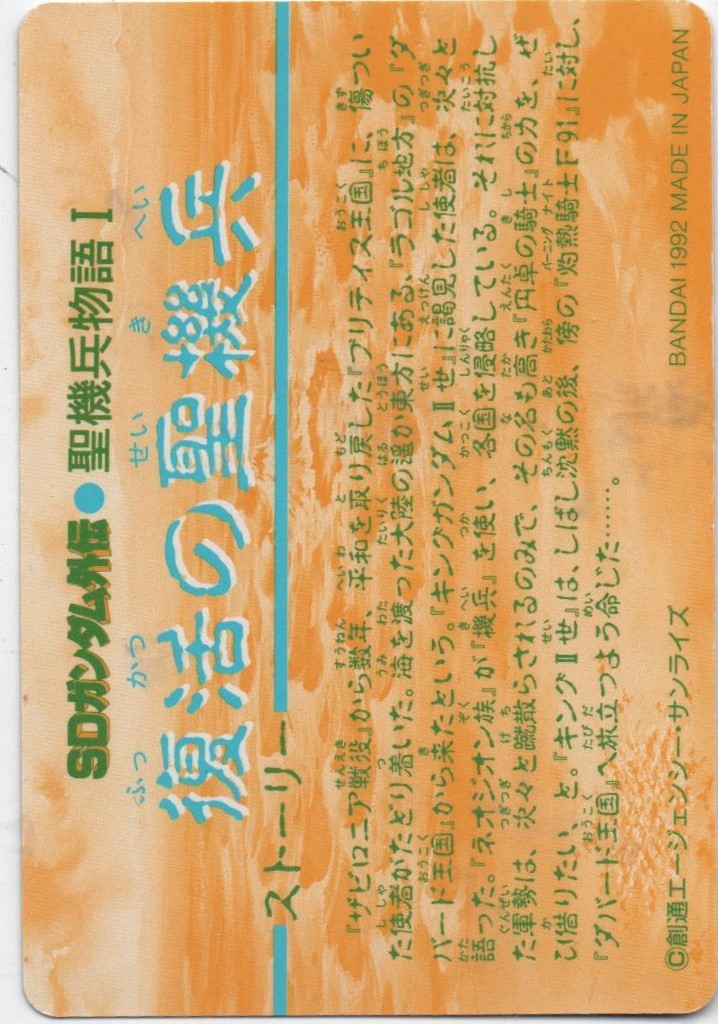 SDガンダム外伝●聖機兵物語Ⅰ
ふっかつ せいきへい
復活の聖機兵
ストーリー
『ザビロニア戦役』から数年、平和を取り戻した『ブリティス王国』に、傷つい
た使者がたどり着いた。海を渡った大陸の遥か東方にある、『ラゴル地方』の『ダ
バード王国』から来たという。『キングガンダムⅡ世』に謁見した使者は、次々と
語った。『ネオジオン族』が『機兵』を使い、各国を侵略している。それに対抗し
た軍勢は、次々と蹴散らされるのみで、その名も高き『円卓の騎士』の力を、ぜ
ひ借りたい、と。『キングⅡ世』は、しばし沈黙の後、傍の『灼熱騎士F91』に対し、
『ダバード王国』へ旅立つよう命じた……。
©創通エージェンシー・サンライズ
BANDAI 1992 MADE IN JAPAN